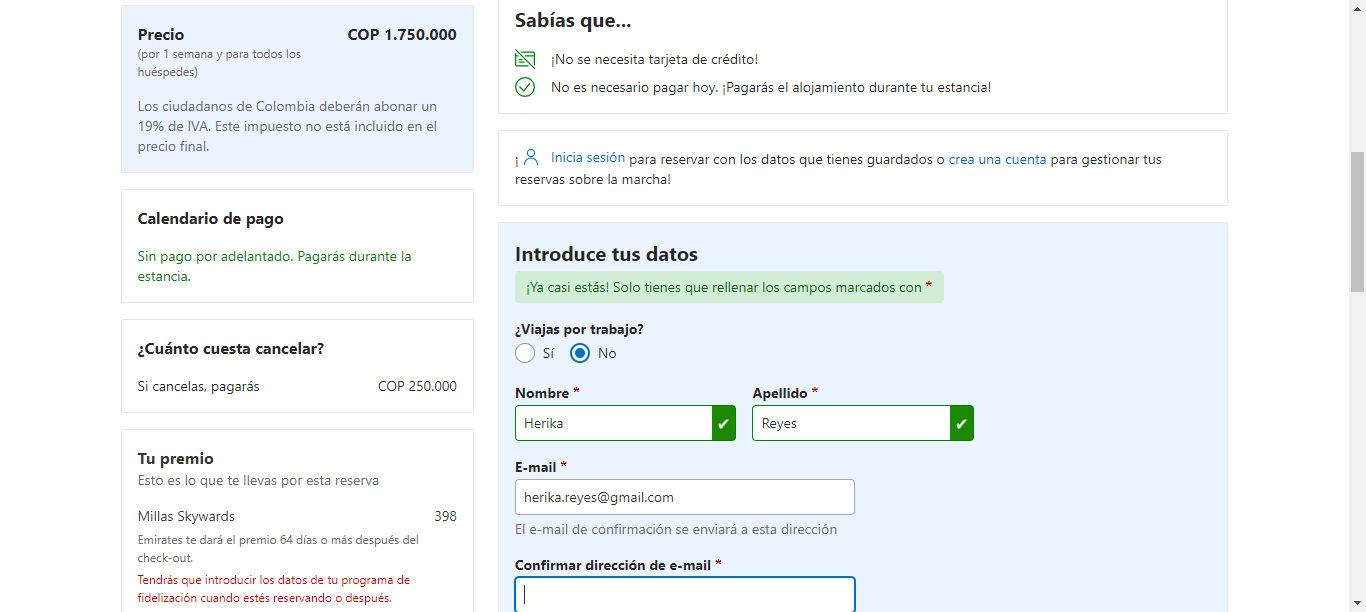 Precio COP 1.750.000
(por 1 semana y para todos los
huéspedes)
Los ciudadanos de Colombia deberán abonar un
19% de IVA. Este impuesto no está incluido en el
precio final.
Calendario de pago
Sin pago por adelantado. Pagarás durante la
estancia.
¿Cuánto cuesta cancelar?
Si cancelas, pagarás COP 250.000
Tu premio
Esto es lo que te llevas por esta reserva
Millas Skywards 398
Emirates te dará el premio 64 días o más después del
check-out.
Tendrás que introducir los datos de tu programa de
fidelización cuando estés reservando o después.
Sabías que...
¡No se necesita tarjeta de crédito!
No es necesario pagar hoy. ¡Pagarás el alojamiento durante tu estancia!
¡ Inicia sesión para reservar con los datos que tienes guardados o crea una cuenta para gestionar tus
reservas sobre la marcha!
Introduce tus datos
¡Ya casi estás! Solo tienes que rellenar los campos marcados con *
¿Viajas por trabajo?
Sí No
Nombre * Apellido *
Herika Reyes
E-mail *
herika.reyes@gmail.com
El e-mail de confirmación se enviará a esta dirección
Confirmar dirección de e-mail *